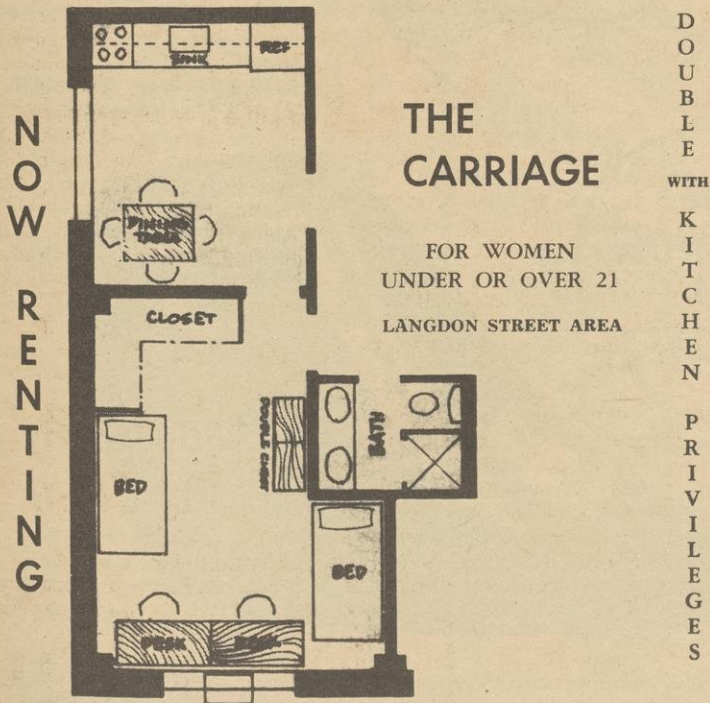 NOW RENTING
SINK
REF
DINING
TABLE
CLOSET
DOUBLE CHEST
BATH
BED
BED
DESK
DESK
THE
CARRIAGE
FOR WOMEN
UNDER OR OVER 21
LANGDON STREET AREA
DOUBLE WITH KITCHEN PRIVILEGES